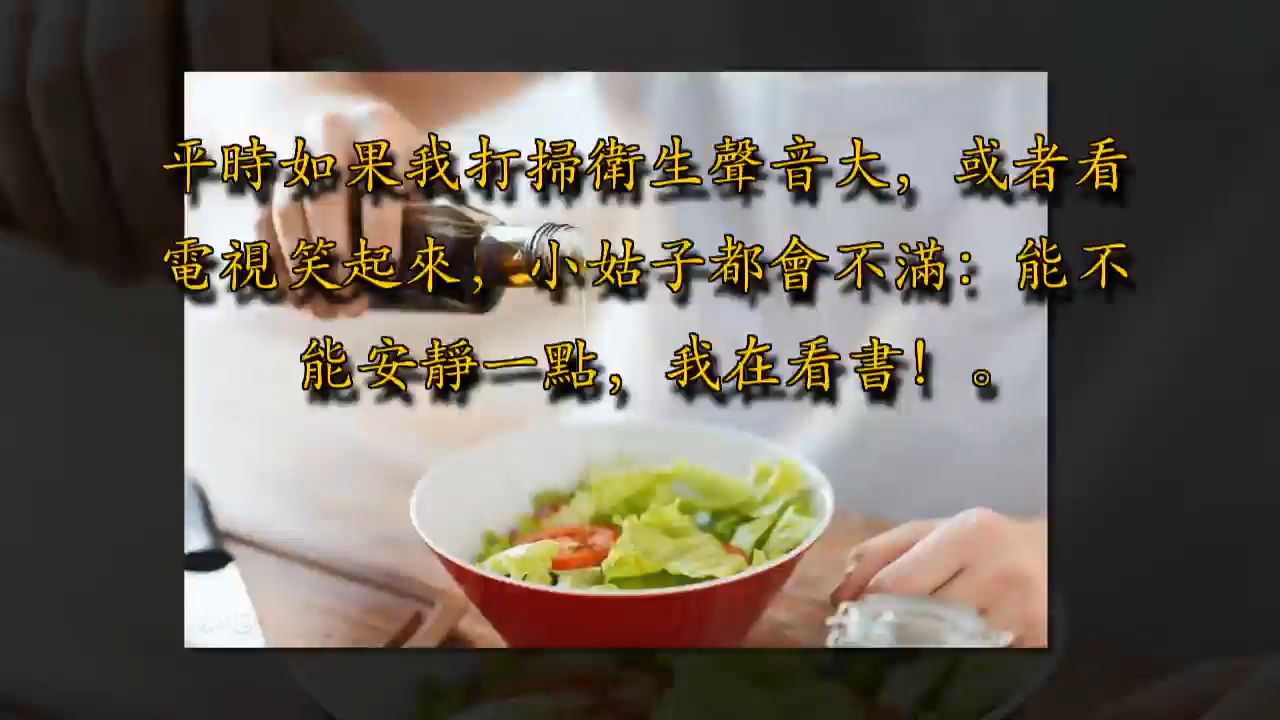 平時如果我打掃衛生聲音大，或者看
電視笑起來，小姑子都會不滿：能不
能安靜一點，我在看書！。